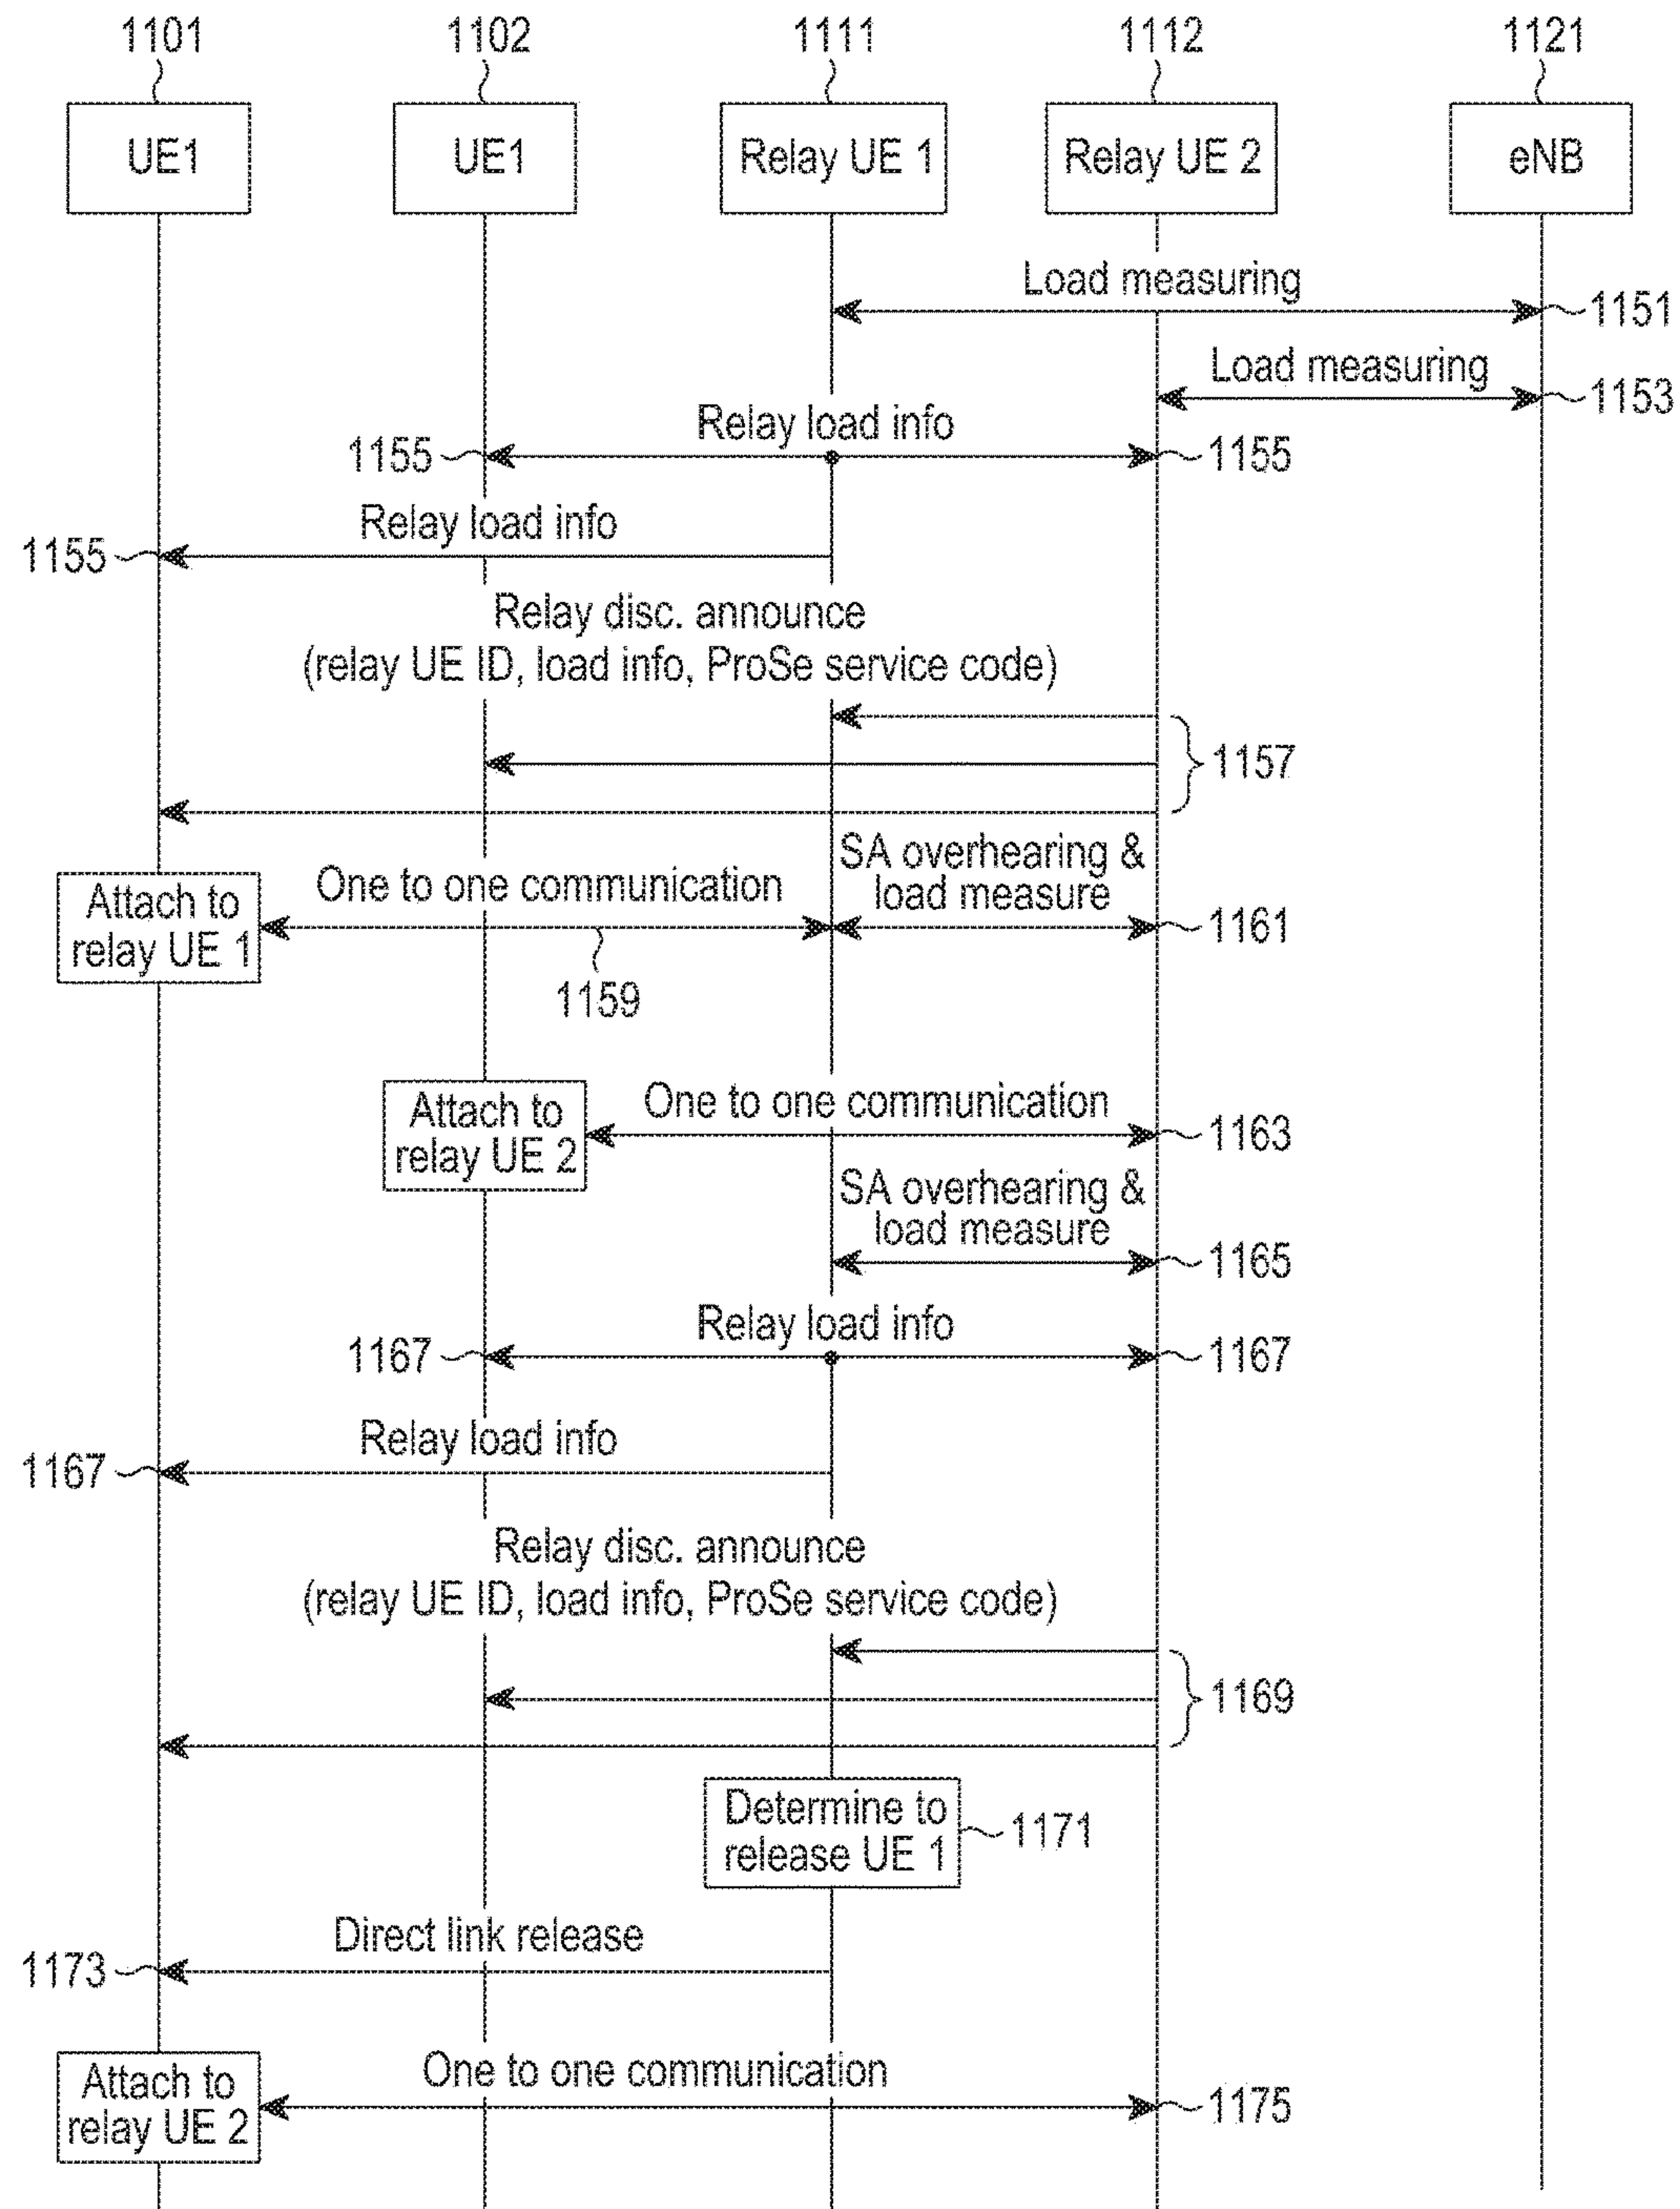 1101
1102
1111
1112
1121
UE1
UE1
Relay UE 1
Relay UE 2
eNB
Load measuring
1151
Load measuring
1153
Relay load info
1155
1155
Relay load info
1155
Relay disc. announce
(relay UE ID, load info, ProSe service code)
1157
SA overhearing &
load measure
One to one communication
Attach to
relay UE 1
1161
1159
One to one communication
Attach to
relay UE 2
1163
SA overhearing &
load measure
1165
Relay load info
1167
1167
Relay load info
1167
Relay disc. announce
(relay UE ID, load info, ProSe service code)
1169
Determine to
release UE 1
1171
Direct link release
1173
One to one communication
Attach to
relay UE 2
1175